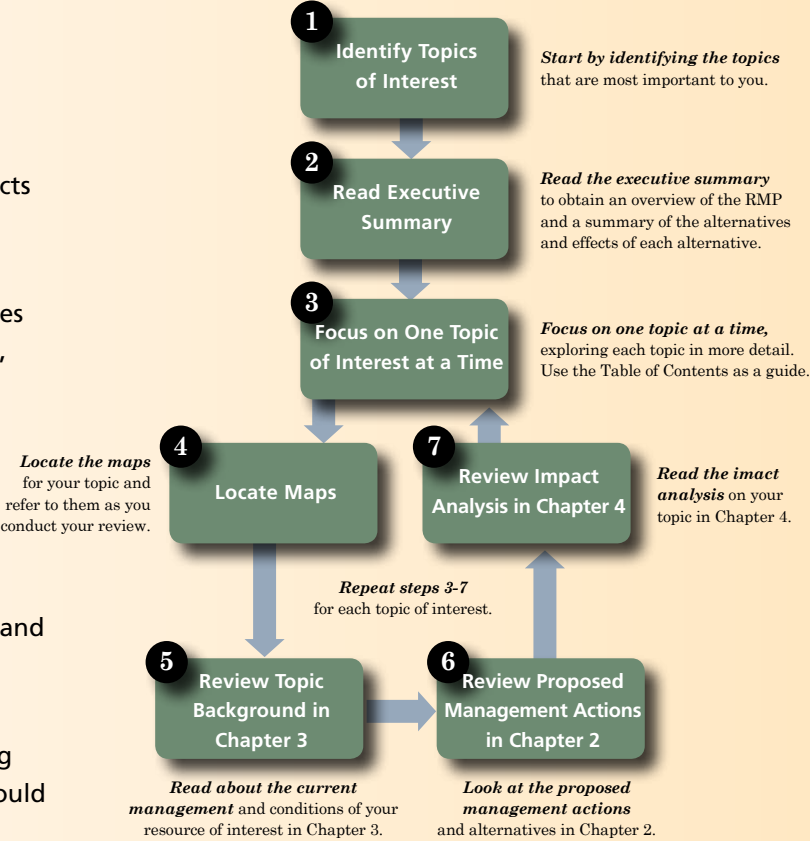 1
Identify Topics
of Interest
Start by identifying the topics
that are most important to you.
2
Read Executive
Summary
Read the executive summary
to obtain an overview of the RMP
and a summary of the alternatives
and effects of each alternative.
3
Focus on One Topic
of Interest at a Time
Focus on one topic at a time,
exploring each topic in more detail.
Use the Table of Contents as a guide.
4
Locate Maps
Locate the maps
for your topic and
refer to them as you
conduct your review.
7
Review Impact
Analysis in Chapter 4
Read the imact
analysis on your
topic in Chapter 4.
Repeat steps 3-7
for each topic of interest.
5
Review Topic
Background in
Chapter 3
Read about the current
management and conditions of your
resource of interest in Chapter 3.
6
Review Proposed
Management Actions
in Chapter 2
Look at the proposed
management actions
and alternatives in Chapter 2.
cts
es
,
and
g
ould